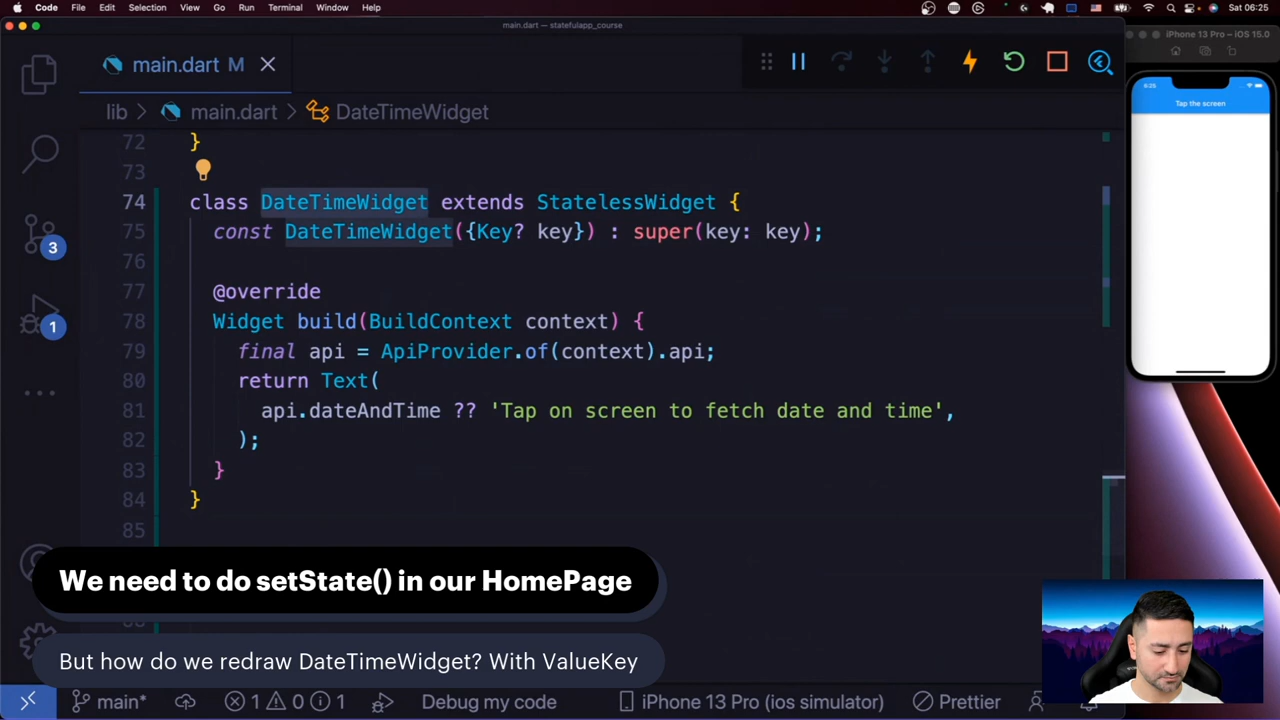 Code File Edit Selection View Go Run Terminal Window Help
Sat 06:25
main.dart — statefulapp_course
iPhone 13 Pro – iOS 15.0
main.dart M
lib > main.dart > DateTimeWidget
6:25
Tap the screen
72 }
73
74 class DateTimeWidget extends StatelessWidget {
75 const DateTimeWidget({Key? key}) : super(key: key);
76
77 @override
78 Widget build(BuildContext context) {
79 final api = ApiProvider.of(context).api;
80 return Text(
81 api.dateAndTime ?? 'Tap on screen to fetch date and time',
82 );
83 }
84 }
85
3
1
We need to do setState() in our HomePage
But how do we redraw DateTimeWidget? With ValueKey
main* 1 0 1 Debug my code iPhone 13 Pro (ios simulator) Prettier